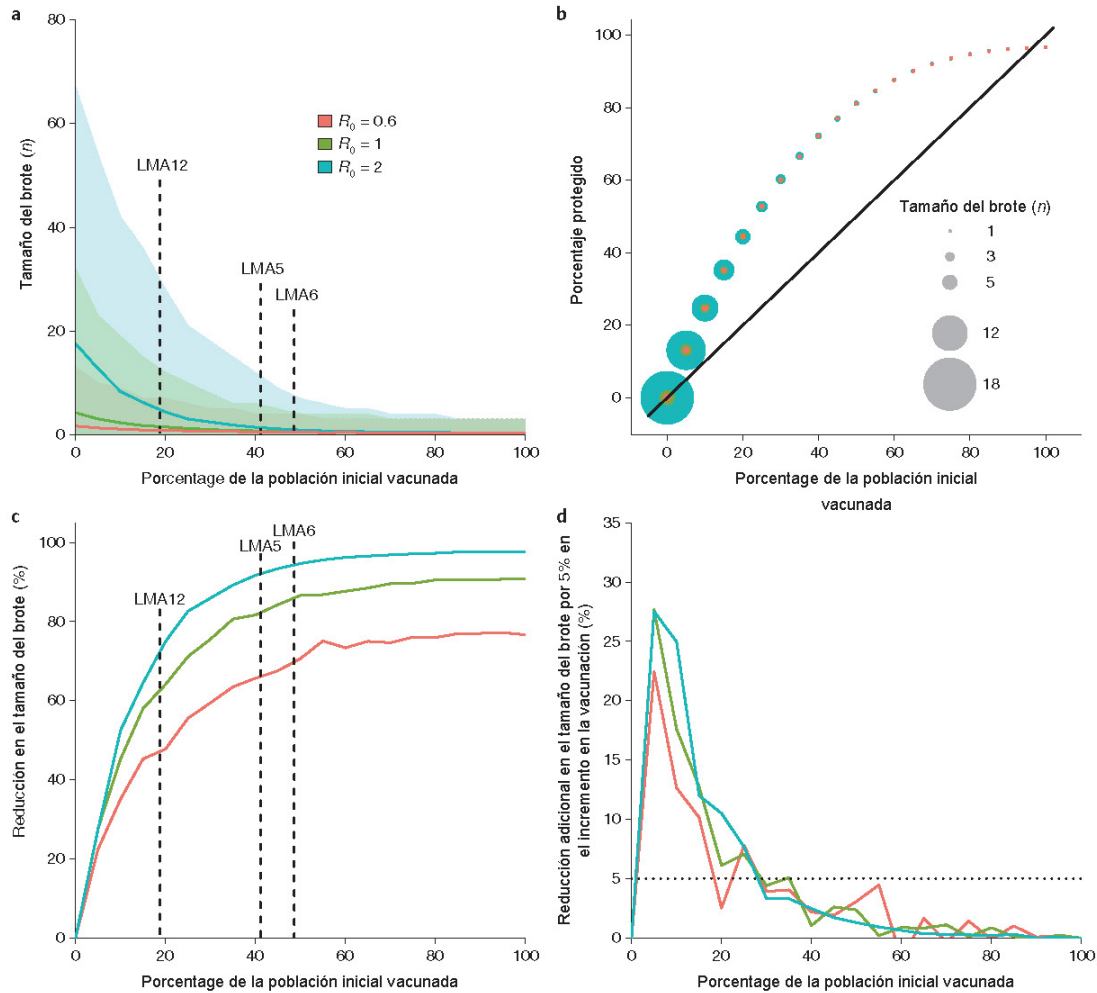 a
80
60
40
20
0
Tamaño del brote (n)
R0 = 0.6
R0 = 1
R0 = 2
LMA12
LMA5
LMA6
0 20 40 60 80 100
Porcentage de la población inicial vacunada
b
100
80
60
40
20
0
Porcentaje protegido
Tamaño del brote (n)
1
3
5
12
18
0 20 40 60 80 100
Porcentage de la población inicial
vacunada
c
100
80
60
40
20
0
Reducción en el tamaño del brote (%)
LMA12
LMA5
LMA6
0 20 40 60 80 100
Porcentage de la población inicial vacunada
d
35
30
25
20
15
10
5
0
Reducción adicional en el tamaño del brote por 5% en
el incremento en la vacunación (%)
0 20 40 60 80 100
Porcentage de la población inicial vacunada